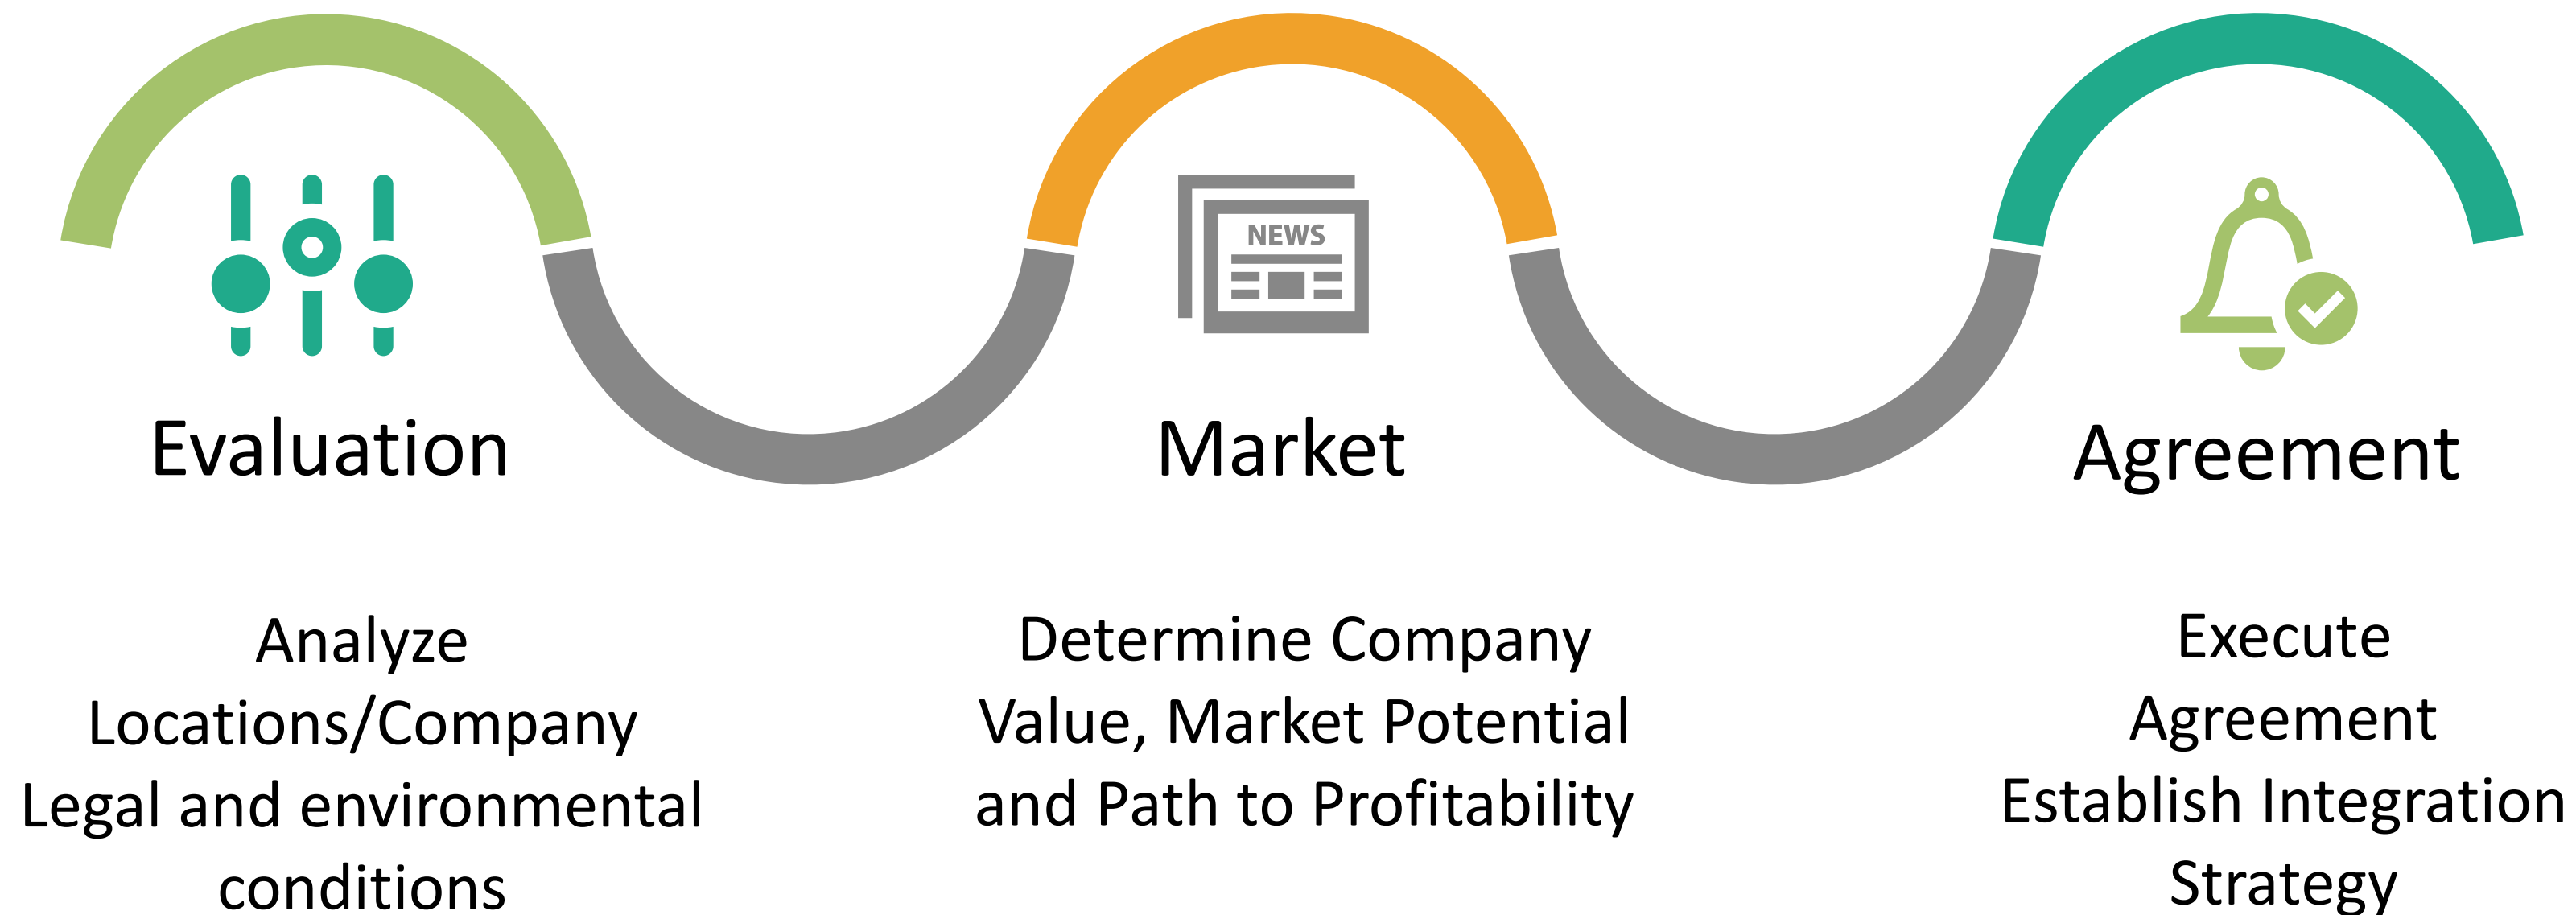 NEWS
Evaluation
Market
Agreement
Analyze
Locations/Company
Legal and environmental
conditions
Determine Company
Value, Market Potential
and Path to Profitability
Execute
Agreement
Establish Integration
Strategy